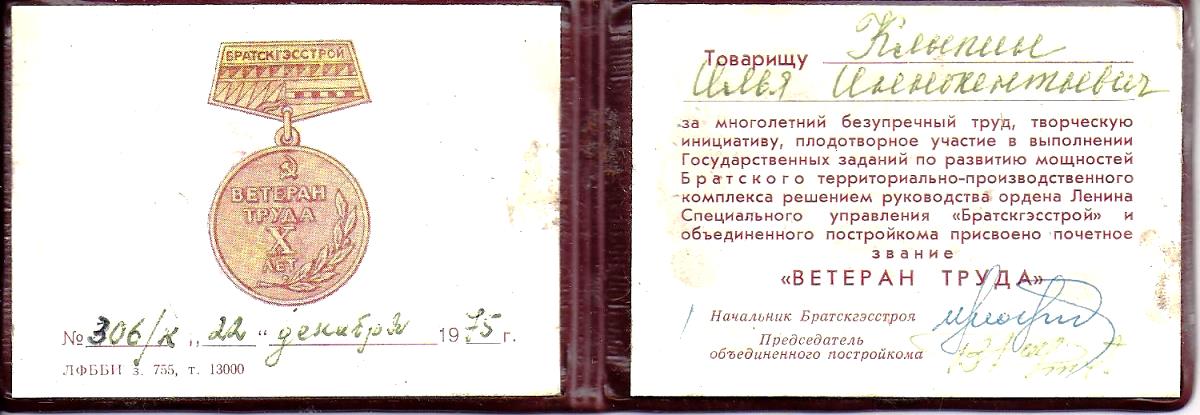 БРАТСКГЭССТРОЙ
ВЕТЕРАН
ТРУДА
X
ЛЕТ
№ 306/к „ 22 " декабря 1975 г.
ЛФББИ з. 755, т. 13000
Товарищу Клыпин
Илья Иннокентиевич
за многолетний безупречный труд, творческую
инициативу, плодотворное участие в выполнении
Государственных заданий по развитию мощностей
Братского территориально-производственного
комплекса решением руководства ордена Ленина
Специального управления «Братскгэсстрой» и
объединенного постройкома присвоено почетное
звание
«ВЕТЕРАН ТРУДА»
Начальник Братскгэсстроя
Председатель
объединенного постройкома